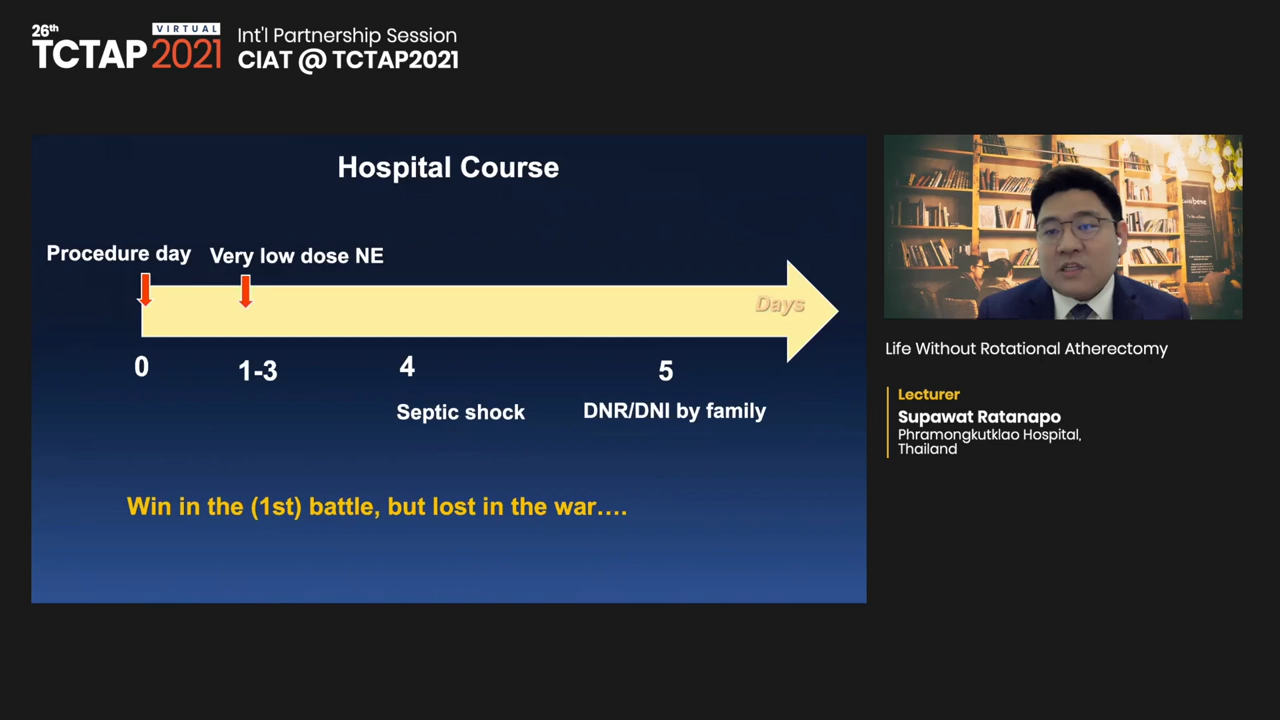 26th
VIRTUAL
TCTAP 2021
Int'l Partnership Session
CIAT @ TCTAP2021
Hospital Course
Procedure day
Very low dose NE
Days
0
1-3
4
5
Septic shock
DNR/DNI by family
Win in the (1st) battle, but lost in the war....
Life Without Rotational Atherectomy
Lecturer
Supawat Ratanapo
Phramongkutklao Hospital,
Thailand